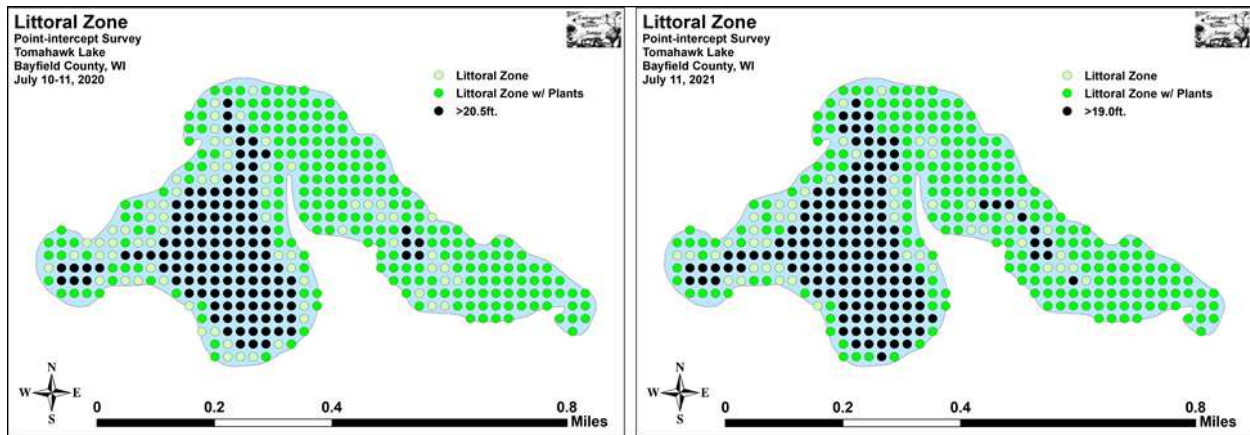 Littoral Zone
Point-intercept Survey
Tomahawk Lake
Bayfield County, WI
July 10-11, 2020
Littoral Zone
Littoral Zone w/ Plants
>20.5ft.
N
W E
S
0 0.2 0.4 0.8
Miles
Littoral Zone
Point-intercept Survey
Tomahawk Lake
Bayfield County, WI
July 11, 2021
Littoral Zone
Littoral Zone w/ Plants
>19.0ft.
N
W E
S
0 0.2 0.4 0.8
Miles